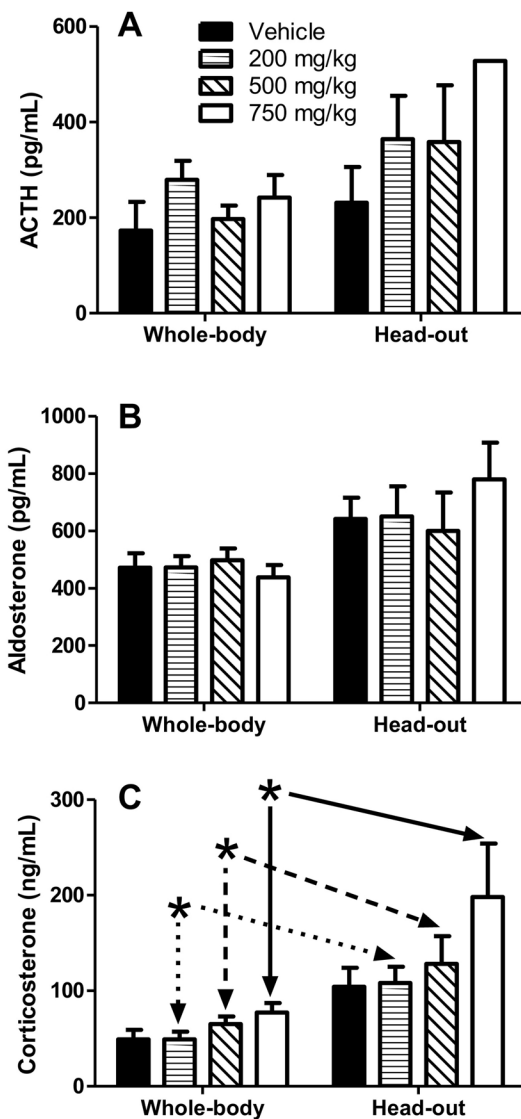 A
Vehicle
200 mg/kg
500 mg/kg
750 mg/kg
600
400
200
0
ACTH (pg/mL)
Whole-body Head-out
B
1000
800
600
400
200
0
Aldosterone (pg/mL)
Whole-body Head-out
C
300
200
100
0
Corticosterone (ng/mL)
* * *
Whole-body Head-out